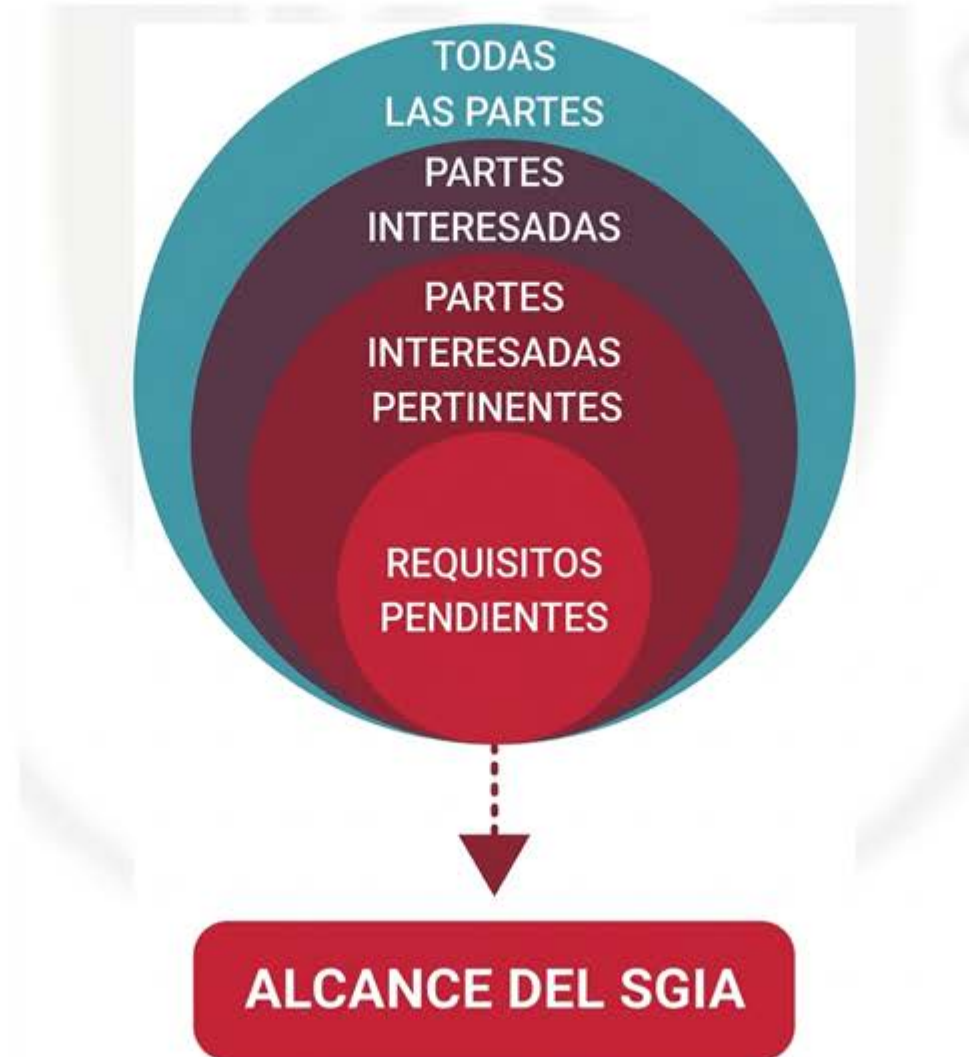 TODAS
LAS PARTES
PARTES
INTERESADAS
PARTES
INTERESADAS
PERTINENTES
REQUISITOS
PENDIENTES
ALCANCE DEL SGIA